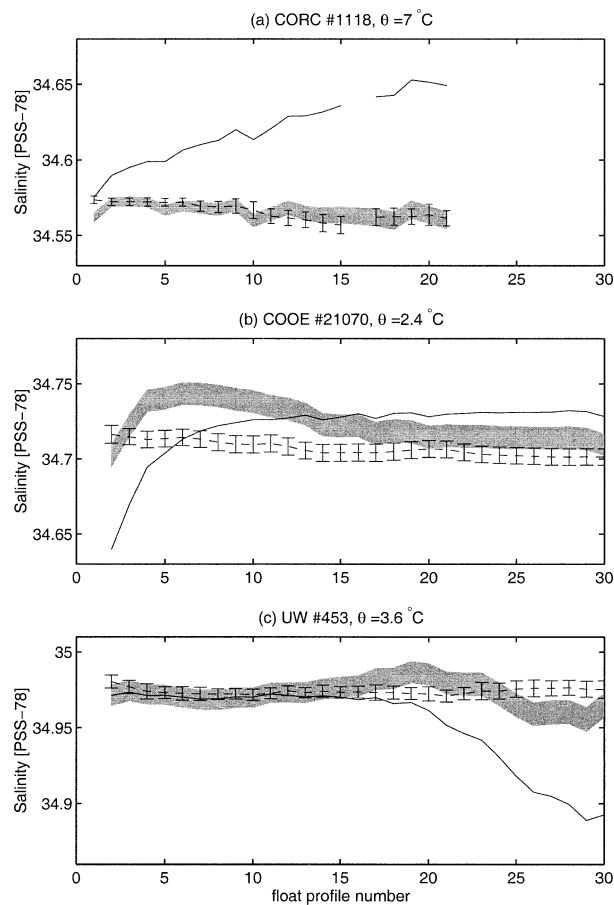 (a) CORC #1118, θ =7 °C
Salinity [PSS−78]
34.65
34.6
34.55
0 5 10 15 20 25 30
(b) COOE #21070, θ =2.4 °C
Salinity [PSS−78]
34.75
34.7
34.65
0 5 10 15 20 25 30
(c) UW #453, θ =3.6 °C
Salinity [PSS−78]
35
34.95
34.9
0 5 10 15 20 25 30
float profile number